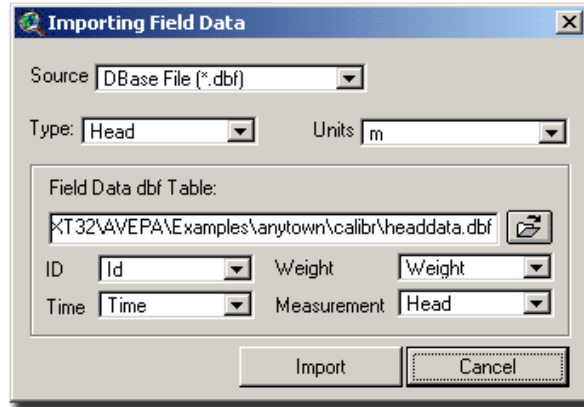 Importing Field Data
Source DBase File (*.dbf)
Type: Head Units m
Field Data dbf Table:
XT32\AVEPA\Examples\anytown\calibr\headdata.dbf
ID Id Weight Weight
Time Time Measurement Head
Import Cancel